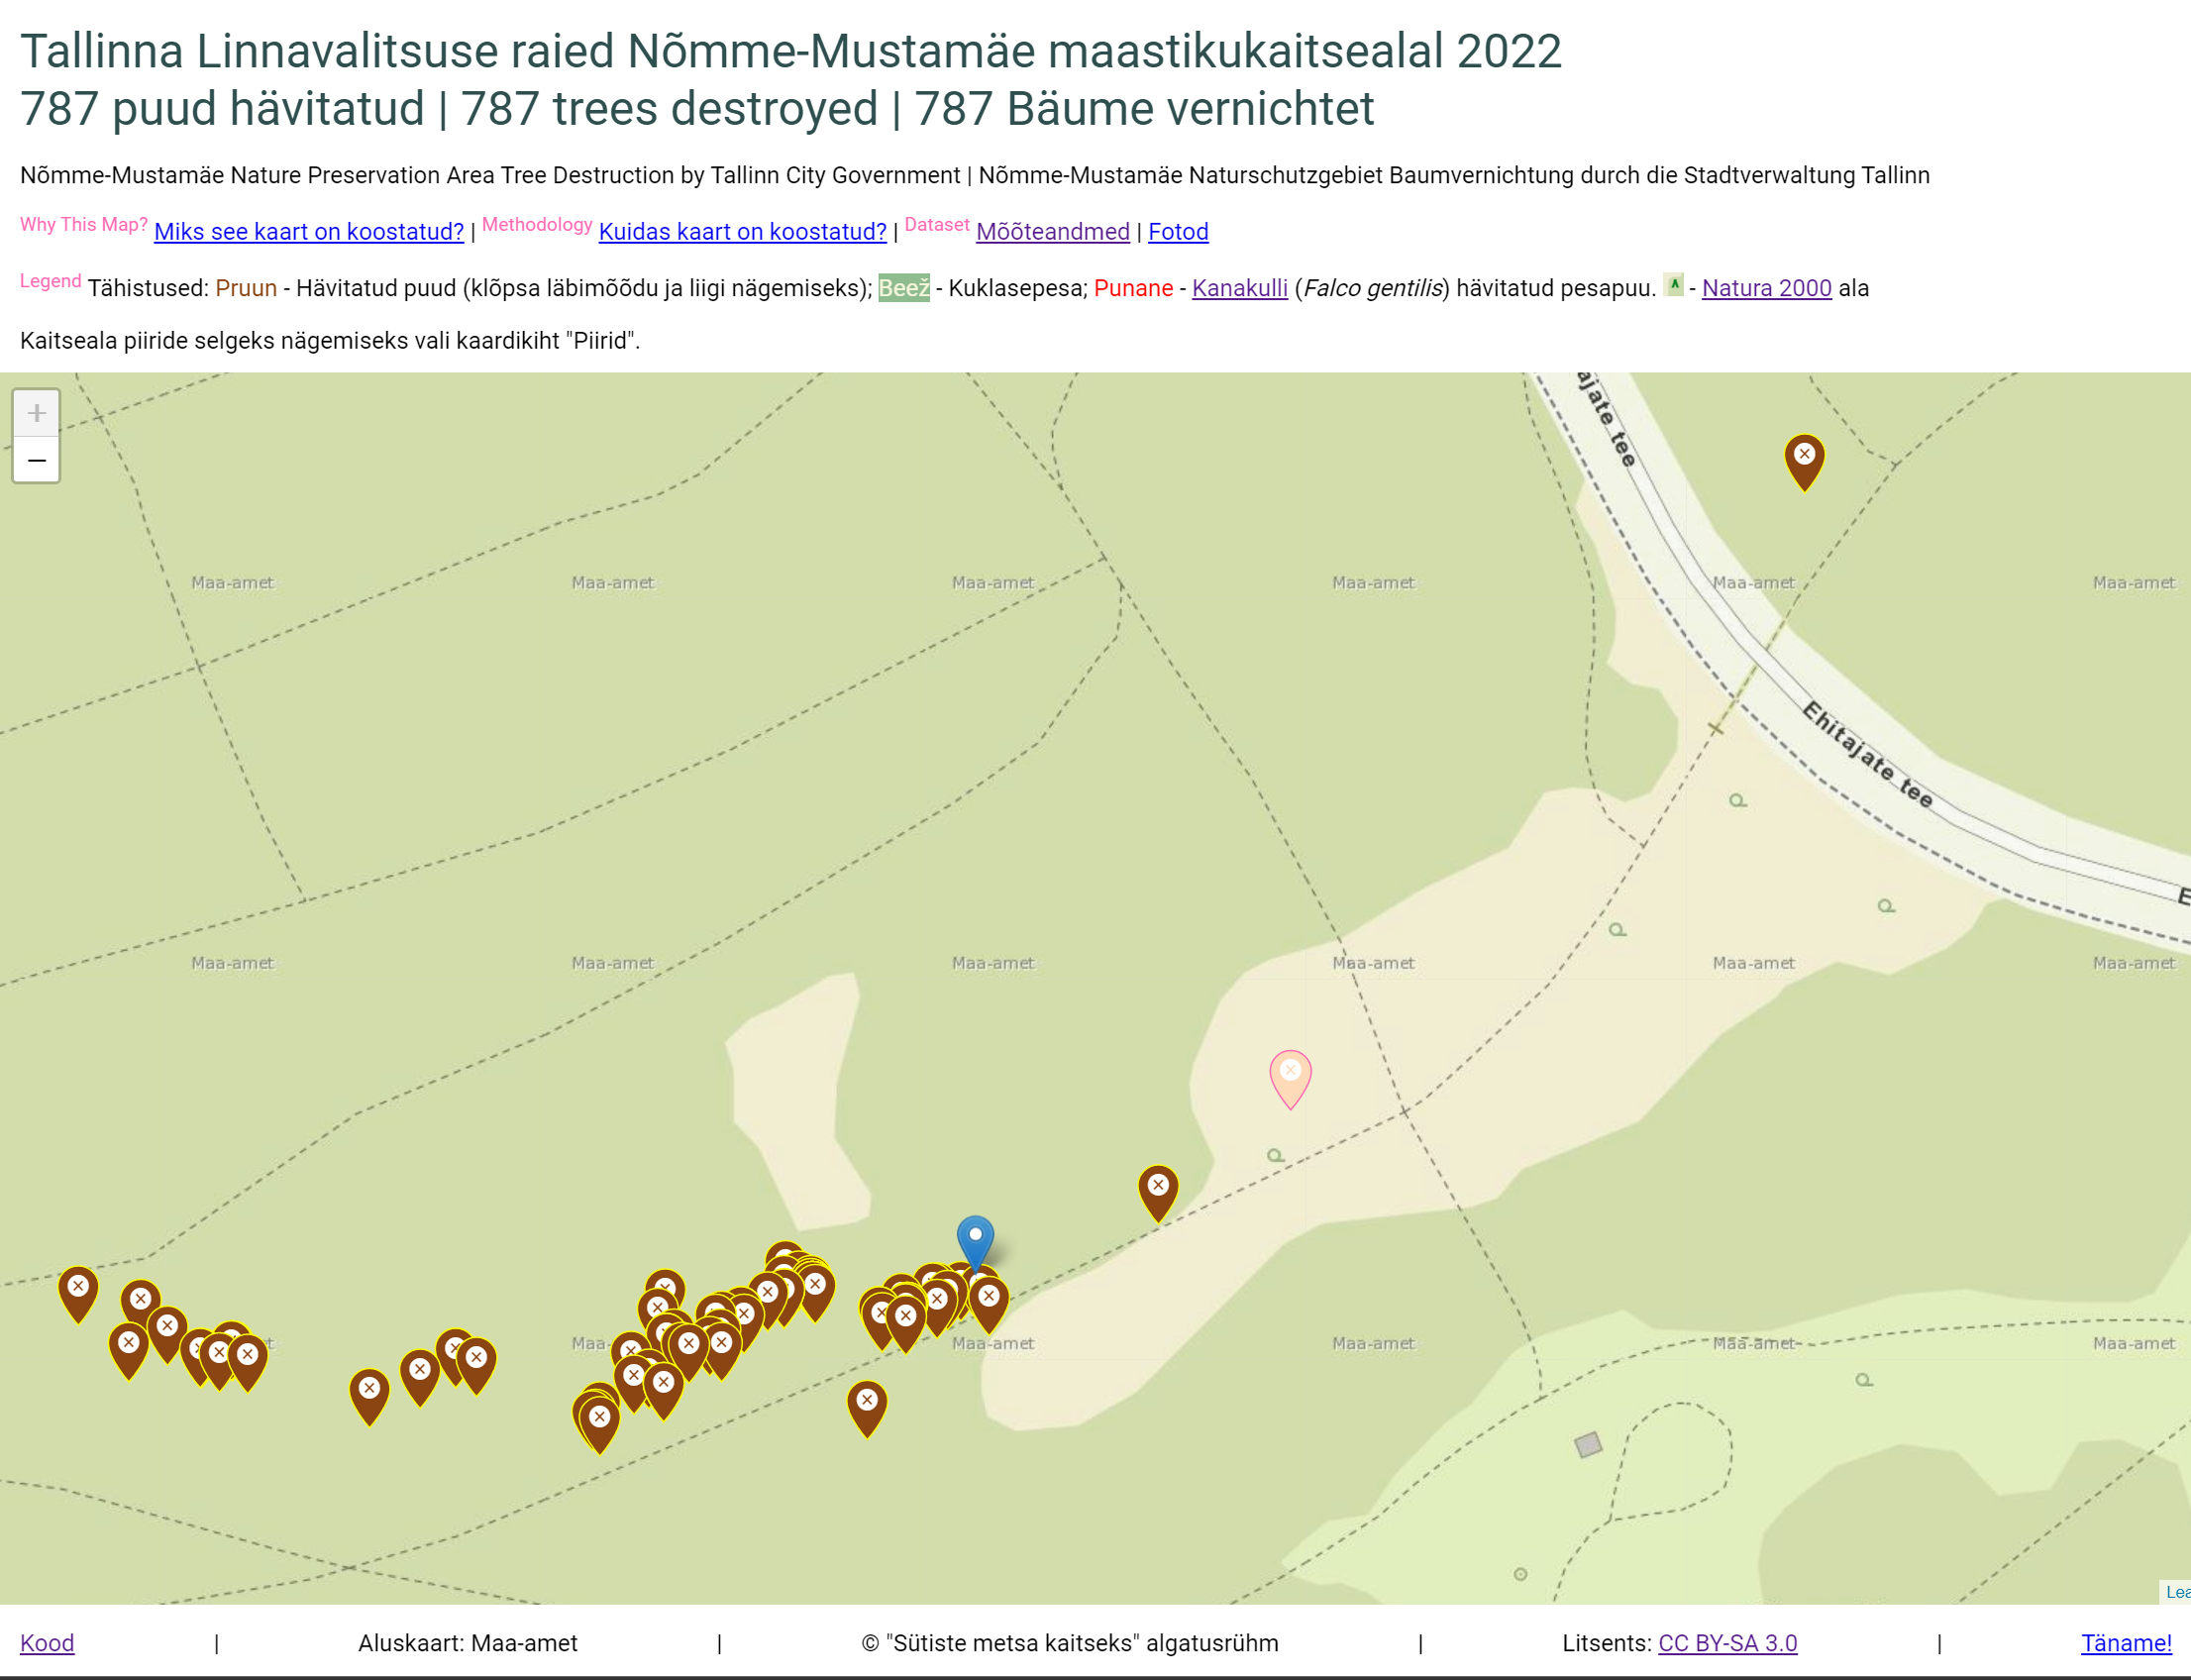 Tallinna Linnavalitsuse raied Nõmme-Mustamäe maastikukaitsealal 2022
787 puud hävitatud | 787 trees destroyed | 787 Bäume vernichtet
Nõmme-Mustamäe Nature Preservation Area Tree Destruction by Tallinn City Government | Nõmme-Mustamäe Naturschutzgebiet Baumvernichtung durch die Stadtverwaltung Tallinn
Why This Map? Miks see kaart on koostatud? | Methodology Kuidas kaart on koostatud? | Dataset Mõõteandmed | Fotod
Legend Tähistused: Pruun - Hävitatud puud (klõpsa läbimõõdu ja liigi nägemiseks); Beež - Kuklasepesa; Punane - Kanakulli (Falco gentilis) hävitatud pesapuu. - Natura 2000 ala
Kaitseala piiride selgeks nägemiseks vali kaardikiht "Piirid".
+
−
ajate tee
Maa-amet Maa-amet Maa-amet Maa-amet Maa-amet Maa-amet
Ehitajate tee
E
Maa-amet Maa-amet Maa-amet Maa-amet Maa-amet Maa-amet
t Maa- Maa-amet Maa-amet Maa-amet Maa-amet
Lea
Kood | Aluskaart: Maa-amet | © "Sütiste metsa kaitseks" algatusrühm | Litsents: CC BY-SA 3.0 | Täname!